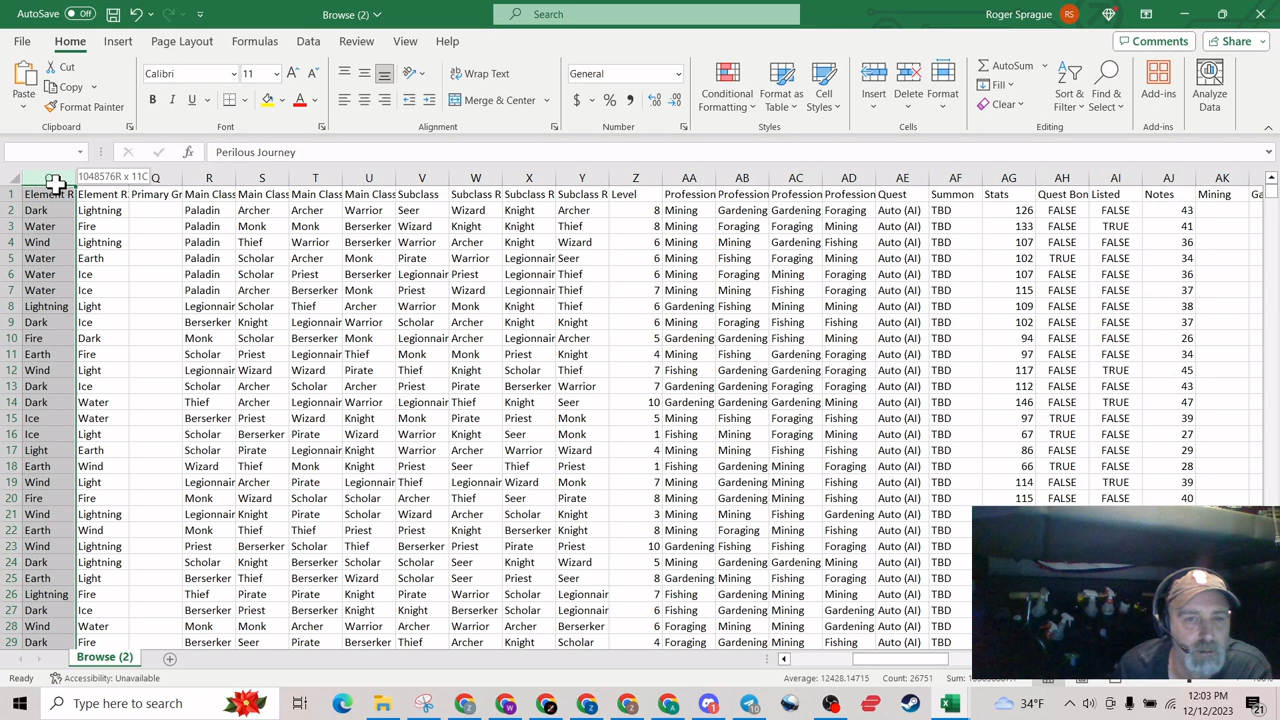 AutoSave Off Browse (2) Search Roger Sprague RS
File Home Insert Page Layout Formulas Data Review View Help Comments Share
Paste Cut Copy Format Painter Calibri 11 Wrap Text Merge & Center General Conditional Formatting Format as Table Cell Styles Insert Delete Format AutoSum Fill Clear Sort & Filter Find & Select Add-ins Analyze Data
Clipboard Font Alignment Number Styles Cells Editing Add-ins
Perilous Journey
1048576R x 11C Q R S T U V W X Y Z AA AB AC AD AE AF AG AH AI AJ AK
1 Element R Element R Primary Gr Main Class Main Class Main Class Main Class Subclass Subclass R Subclass R Subclass R Level Profession Profession Profession Profession Quest Summon Stats Quest Bon Listed Notes Mining Ga
2 Dark Lightning Paladin Archer Archer Warrior Seer Wizard Knight Archer 8 Mining Gardening Gardening Foraging Auto (AI) TBD 126 FALSE FALSE 43
3 Water Fire Paladin Monk Monk Berserker Wizard Knight Knight Thief 8 Mining Foraging Foraging Mining Auto (AI) TBD 133 FALSE TRUE 41
4 Wind Lightning Paladin Thief Warrior Berserker Warrior Archer Knight Wizard 6 Mining Mining Gardening Fishing Auto (AI) TBD 107 FALSE FALSE 36
5 Water Earth Paladin Scholar Archer Monk Pirate Warrior Legionnair Seer 6 Mining Fishing Mining Foraging Auto (AI) TBD 102 TRUE FALSE 34
6 Water Ice Paladin Scholar Priest Berserker Legionnair Priest Legionnair Thief 6 Mining Foraging Mining Foraging Auto (AI) TBD 107 FALSE FALSE 36
7 Water Ice Paladin Archer Berserker Monk Priest Wizard Knight Thief 7 Mining Mining Mining Foraging Auto (AI) TBD 115 FALSE FALSE 37
8 Lightning Light Legionnair Scholar Thief Archer Warrior Monk Knight Thief 6 Gardening Fishing Mining Mining Auto (AI) TBD 109 FALSE FALSE 38
9 Dark Ice Berserker Knight Legionnair Warrior Scholar Archer Knight Knight 6 Mining Foraging Fishing Fishing Auto (AI) TBD 102 FALSE FALSE 37
10 Fire Dark Monk Scholar Berserker Monk Legionnair Archer Legionnair Archer 5 Gardening Gardening Mining Mining Auto (AI) TBD 94 FALSE FALSE 26
11 Earth Fire Scholar Priest Legionnair Thief Monk Monk Priest Knight 4 Mining Fishing Gardening Foraging Auto (AI) TBD 97 FALSE FALSE 34
12 Wind Light Legionnair Wizard Wizard Pirate Thief Knight Knight Thief 7 Mining Mining Fishing Fishing Auto (AI) TBD 117 FALSE TRUE 45
13 Dark Ice Scholar Archer Scholar Archer Priest Pirate Berserker Warrior 7 Gardening Gardening Mining Mining Auto (AI) TBD 112 FALSE FALSE 43
14 Dark Water Thief Archer Warrior Legionnair Legionnair Thief Knight Seer 10 Gardening Gardening Gardening Gardening Auto (AI) TBD 146 FALSE TRUE 47
15 Ice Water Berserker Priest Wizard Knight Monk Pirate Priest Monk 5 Mining Fishing Foraging Fishing Auto (AI) TBD 97 TRUE FALSE 39
16 Ice Light Scholar Berserker Pirate Wizard Warrior Knight Seer Monk 1 Fishing Mining Foraging Mining Auto (AI) TBD 67 TRUE FALSE 27
17 Light Earth Scholar Pirate Legionnair Knight Warrior Archer Warrior Wizard 4 Mining Gardening Mining Mining Auto (AI) TBD 86 FALSE FALSE 29
18 Earth Wind Wizard Thief Monk Knight Priest Seer Thief Priest 1 Fishing Gardening Mining Fishing Auto (AI) TBD 66 TRUE FALSE 28
19 Wind Light Archer Archer Pirate Legionnair Thief Legionnair Wizard Monk 7 Mining Gardening Fishing Mining Auto (AI) TBD 114 FALSE TRUE 39
20 Fire Fire Monk Wizard Scholar Scholar Archer Thief Seer Pirate 8 Mining Gardening Fishing Fishing Auto (AI) TBD 115 FALSE FALSE 40
21 Wind Lightning Legionnair Monk Scholar Wizard Archer Knight Knight 3 Mining Mining Fishing Gardening Auto (AI) TBD
22 Earth Wind Monk Thief Thief Priest Priest Knight Berserker Knight 8 Mining Foraging Mining Gardening Auto (AI) TBD
23 Wind Lightning Priest Berserker Scholar Thief Berserker Priest Pirate Priest 10 Gardening Fishing Fishing Mining Auto (AI) TBD
24 Dark Lightning Scholar Knight Scholar Legionnair Scholar Seer Knight Wizard 5 Mining Gardening Mining Mining Auto (AI) TBD
25 Earth Light Berserker Thief Berserker Wizard Scholar Seer Archer Seer 8 Gardening Mining Fishing Fishing Auto (AI) TBD
26 Lightning Fire Thief Pirate Pirate Thief Pirate Warrior Scholar Legionnair 7 Foraging Gardening Fishing Mining Auto (AI) TBD
27 Dark Ice Scholar Priest Berserker Knight Knight Berserker Scholar Legionnair 6 Mining Mining Mining Gardening Auto (AI) TBD
28 Wind Water Monk Monk Archer Warrior Berserker Archer Knight Archer 6 Foraging Mining Mining Gardening Auto (AI) TBD
29 Dark Fire Berserker Seer Pirate Berserker Archer Archer Knight Scholar 4 Foraging Gardening Mining Fishing Auto (AI) TBD
Browse (2)
Ready Accessibility: Unavailable Average: 12428.14715 Count: 26751
Type here to search 34°F 12:03 PM 12/12/2023 21